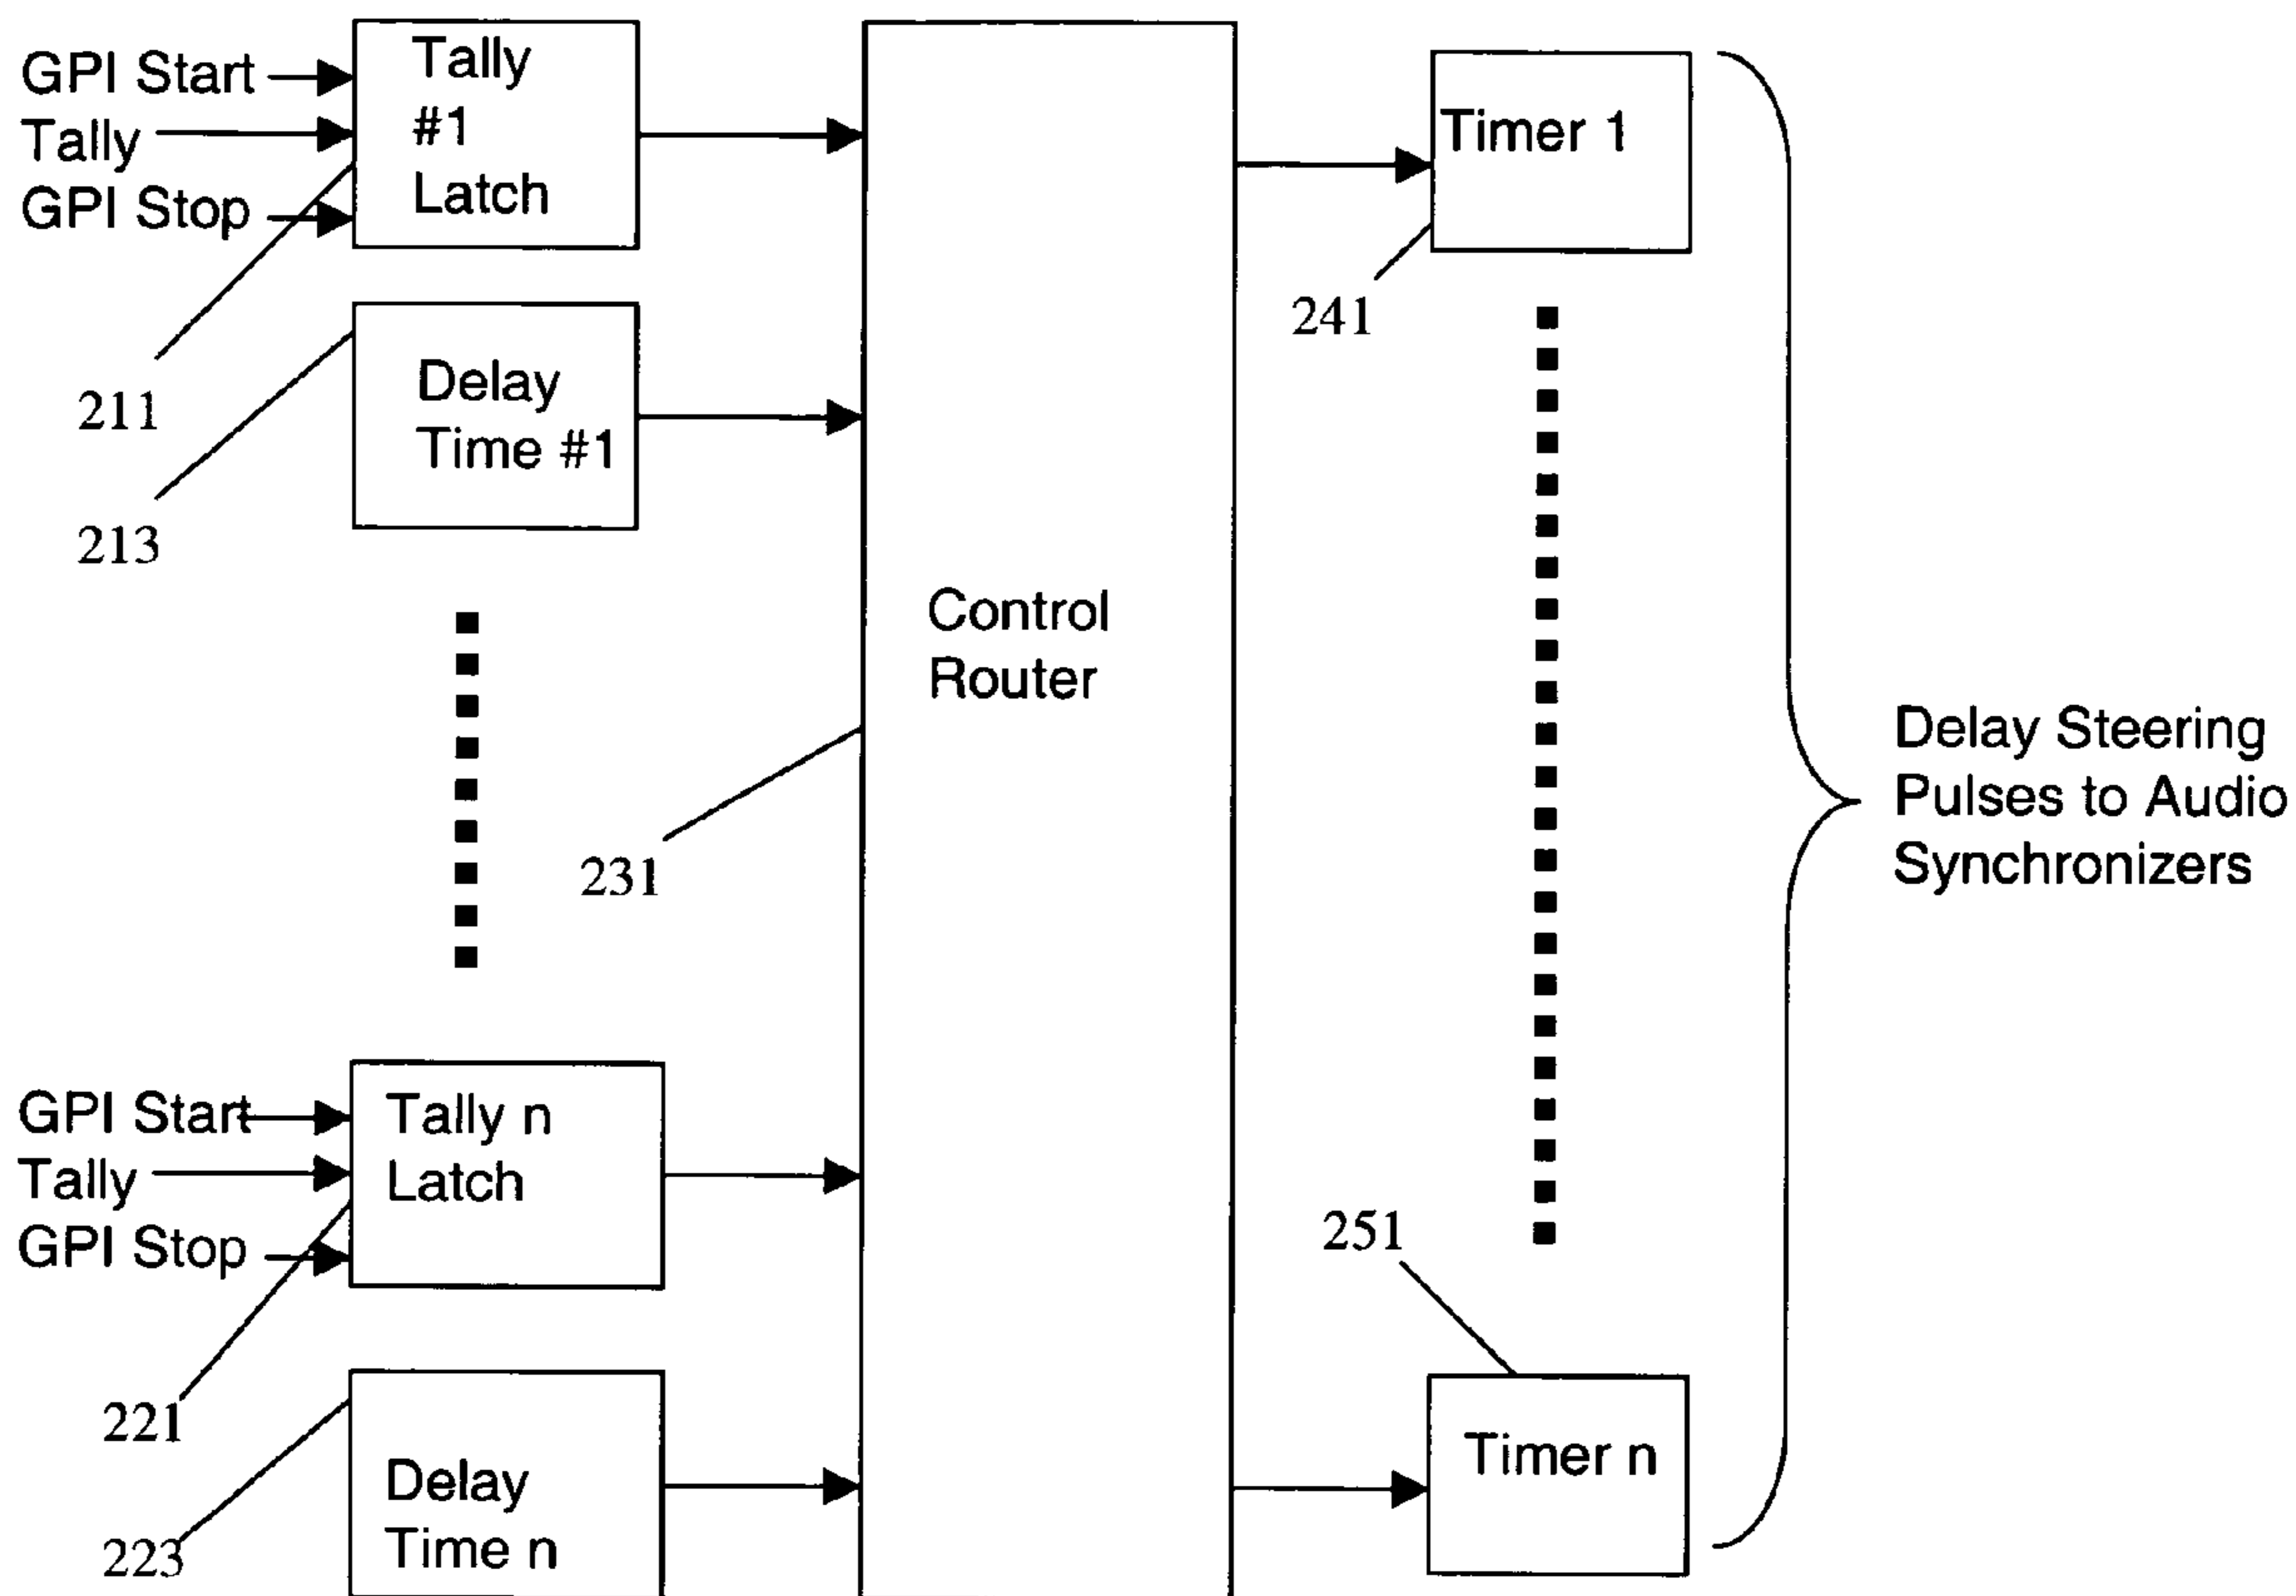 GPI Start
Tally
GPI Stop
Tally
#1
Latch
211
Delay
Time #1
213
Control
Router
231
Timer 1
241
Delay Steering
Pulses to Audio
Synchronizers
GPI Start
Tally
GPI Stop
Tally n
Latch
221
Delay
Time n
223
251
Timer n